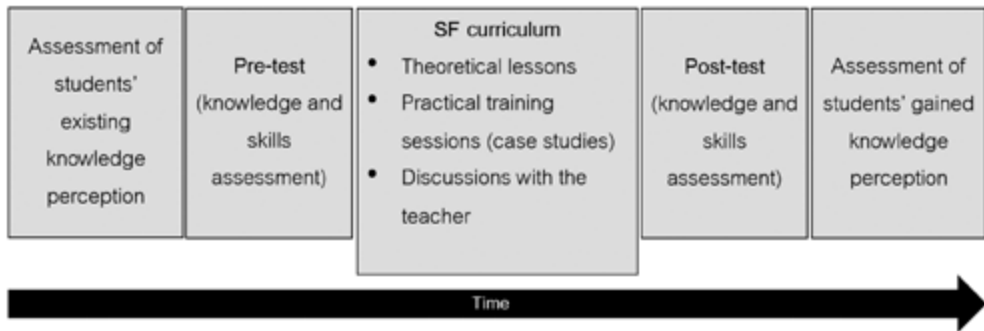 Assessment of
students'
existing
knowledge
perception
Pre-test
(knowledge and
skills
assessment)
SF curriculum
• Theoretical lessons
• Practical training
sessions (case studies)
• Discussions with the
teacher
Post-test
(knowledge and
skills
assessment)
Assessment of
students' gained
knowledge
perception
Time